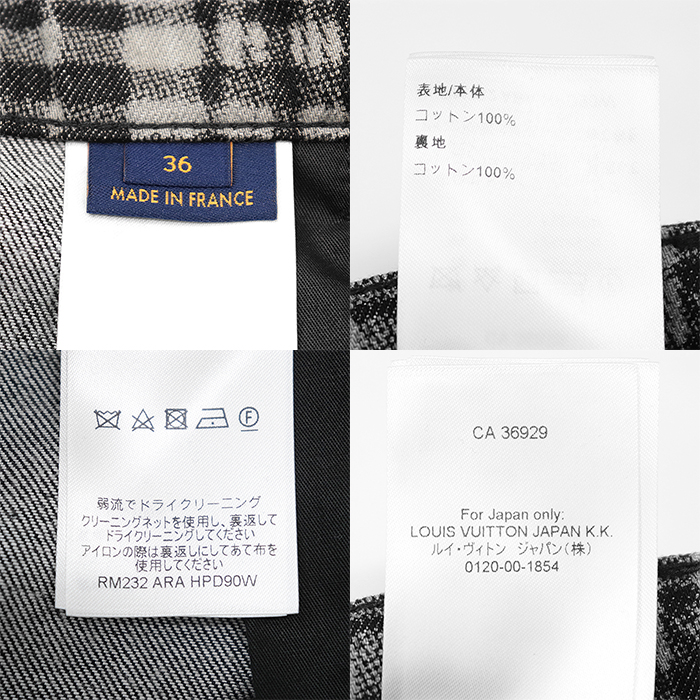 36
MADE IN FRANCE
表地/本体
コットン100%
裏地
コットン100%
F
弱流でドライクリーニング
クリーニングネットを使用し、裏返して
ドライクリーニングしてください
アイロンの際は裏返しにしてあて布を
使用してください
RM232 ARA HPD90W
CA 36929
For Japan only:
LOUIS VUITTON JAPAN K.K.
ルイ・ヴィトン ジャパン(株)
0120-00-1854